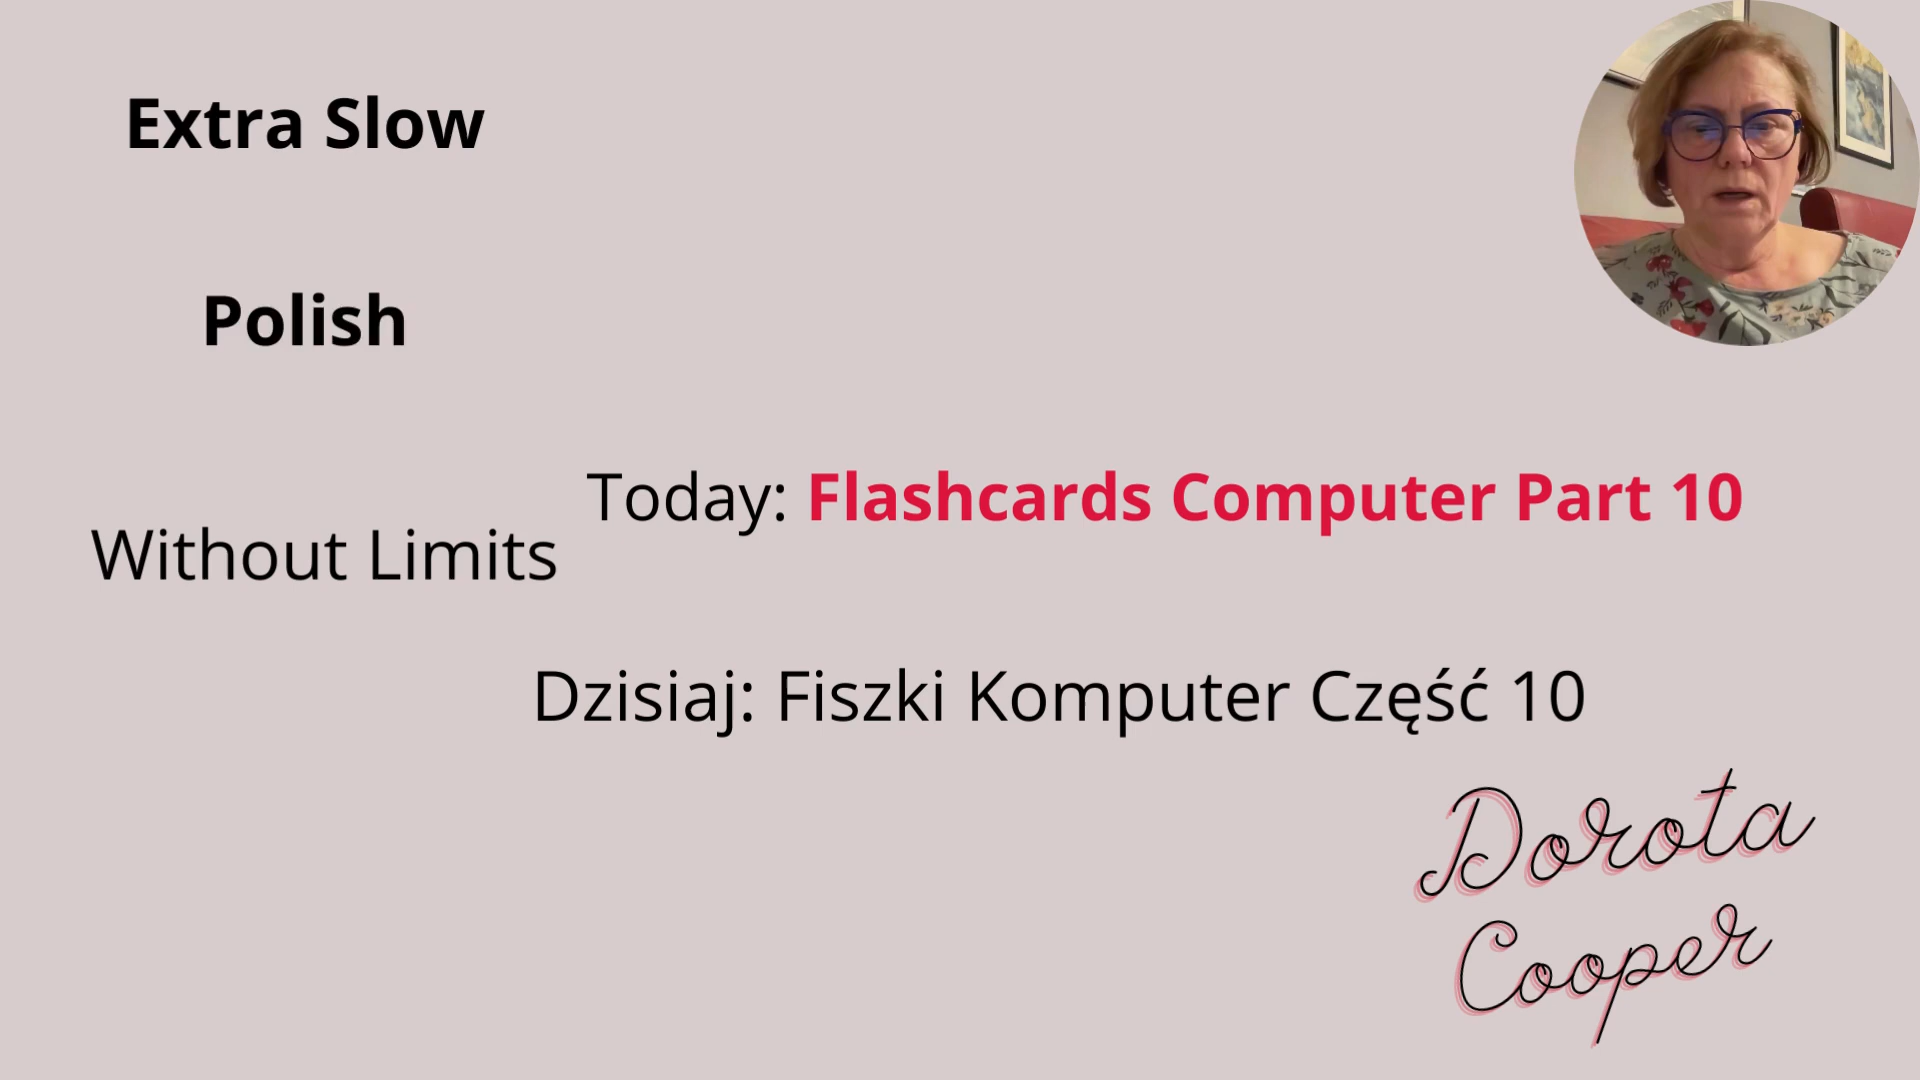 Extra Slow
Polish
Without Limits
Today: Flashcards Computer Part 10
Dzisiaj: Fiszki Komputer Część 10
Dorota
Cooper